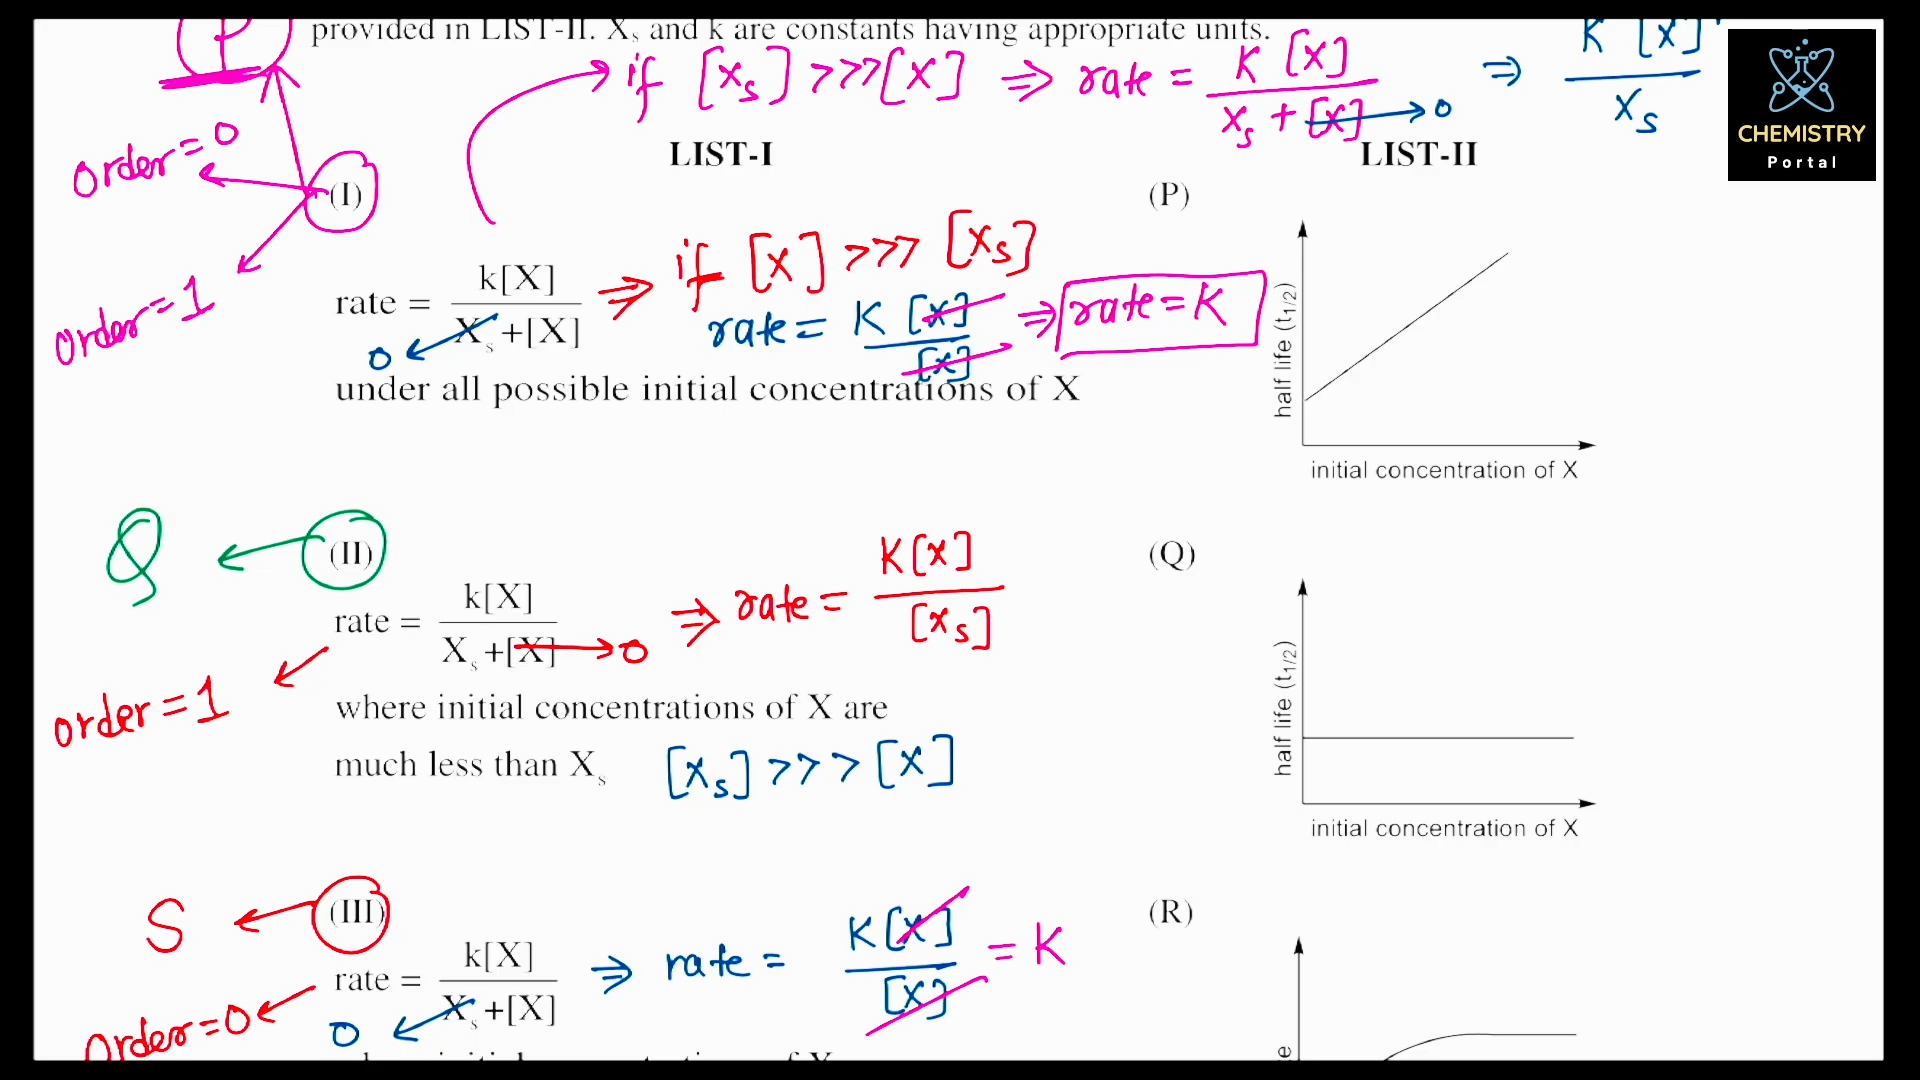 P
provided in LIST-II. Xs and k are constants having appropriate units.
if [Xs] >>> [X] ⇒ rate = K [X] / Xs + [X] → 0 ⇒ K [X] / Xs
CHEMISTRY
Portal
order = 0
LIST-I
LIST-II
(I)
(P)
if [X] >>> [Xs]
rate = k[X] / Xs + [X] ⇒
0
rate = K [X] / [X] ⇒ rate = K
order = 1
under all possible initial concentrations of X
half life (t1/2)
initial concentration of X
Q
(II)
(Q)
rate = k[X] / Xs + [X] → 0 ⇒ rate = K[X] / [Xs]
order = 1
where initial concentrations of X are
much less than Xs [Xs] >>> [X]
half life (t1/2)
initial concentration of X
S
(III)
(R)
rate = k[X] / Xs + [X] ⇒ rate = K[X] / [X] = K
order = 0
0